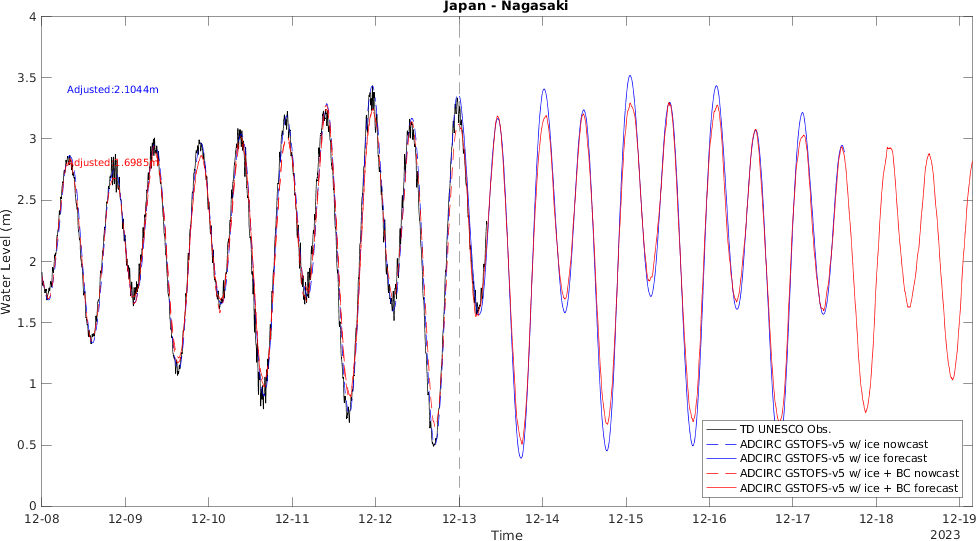 Japan - Nagasaki
Water Level (m)
4
3.5
3
2.5
2
1.5
1
0.5
0
Adjusted:2.1044m
TD UNESCO Obs.
ADCIRC GSTOFS-v5 w/ ice nowcast
ADCIRC GSTOFS-v5 w/ ice forecast
ADCIRC GSTOFS-v5 w/ ice + BC nowcast
ADCIRC GSTOFS-v5 w/ ice + BC forecast
12-08 12-09 12-10 12-11 12-12 12-13 12-14 12-15 12-16 12-17 12-18 12-19
2023
Time